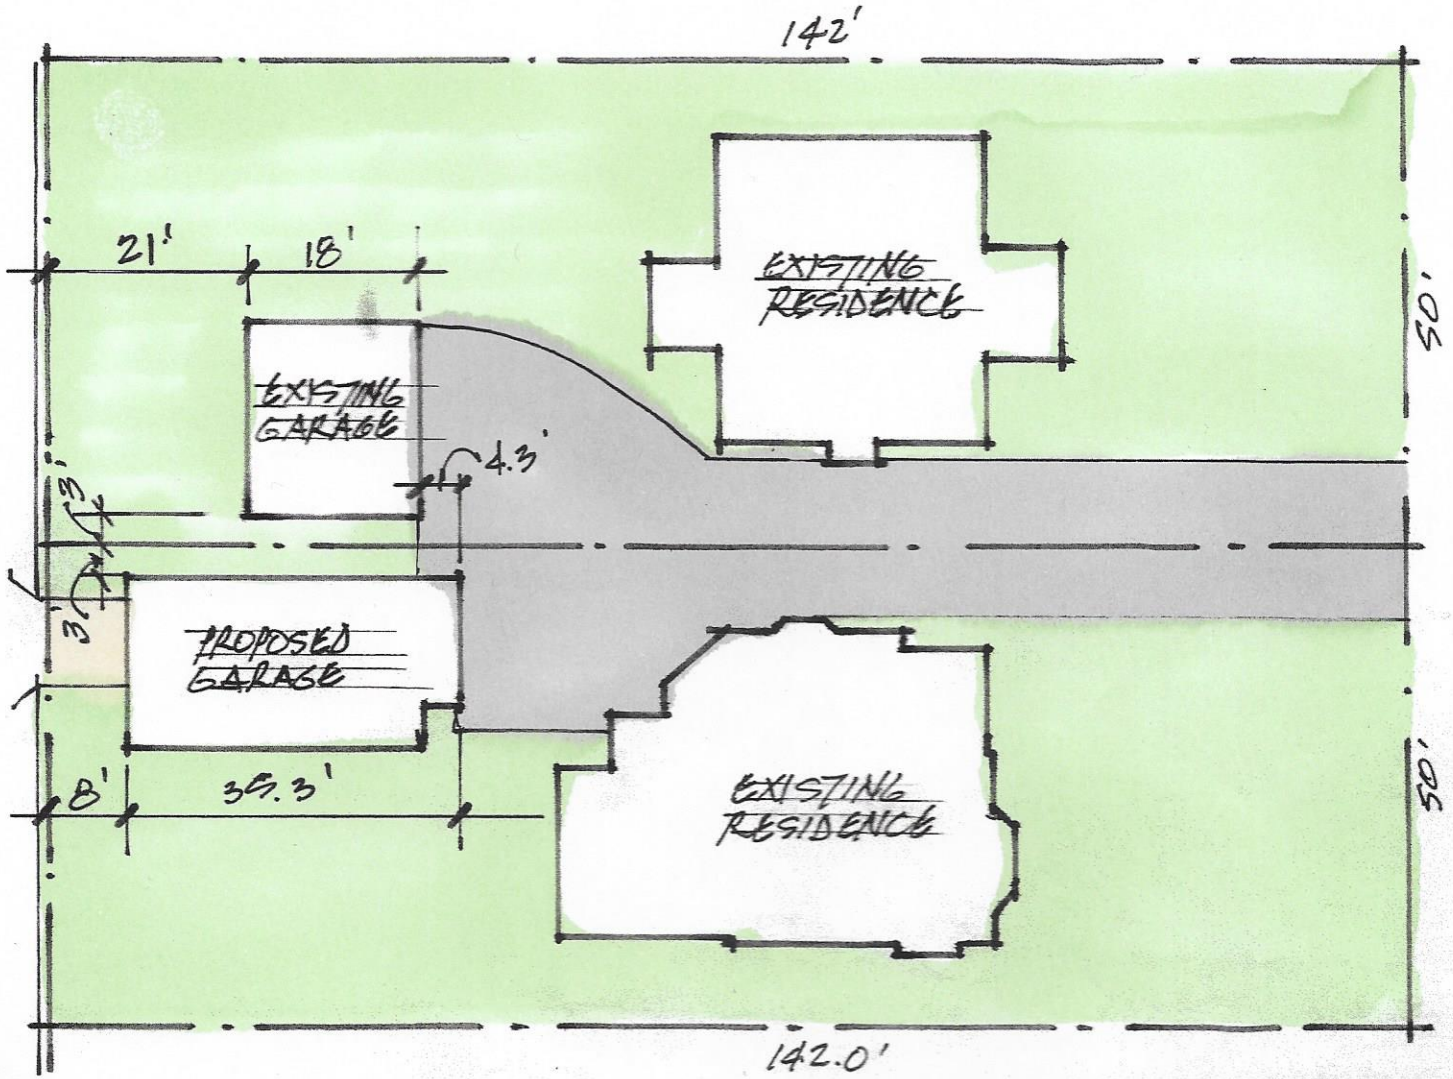 142'
21'
18'
EXISTING
RESIDENCE
50'
EXISTING
GARAGE
4.3'
3'
3'
PROPOSED
GARAGE
8'
35.3'
EXISTING
RESIDENCE
50'
142.0'